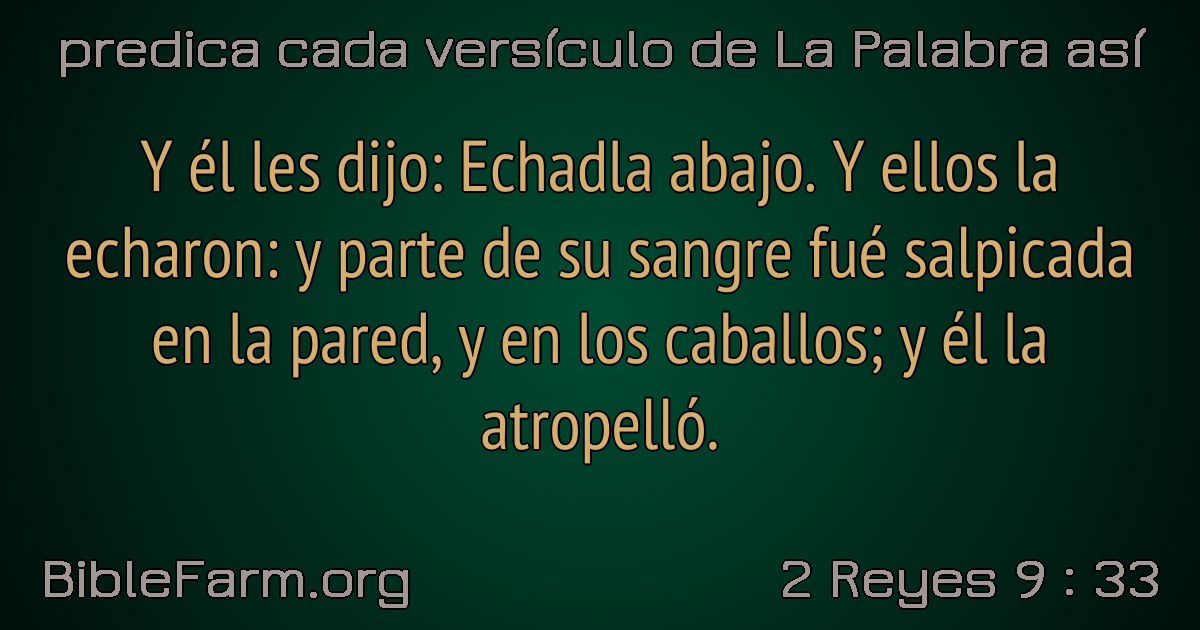 predica cada versículo de La Palabra así
Y él les dijo: Echadla abajo. Y ellos la
echaron: y parte de su sangre fué salpicada
en la pared, y en los caballos; y él la
atropelló.
BibleFarm.org
2 Reyes 9 : 33